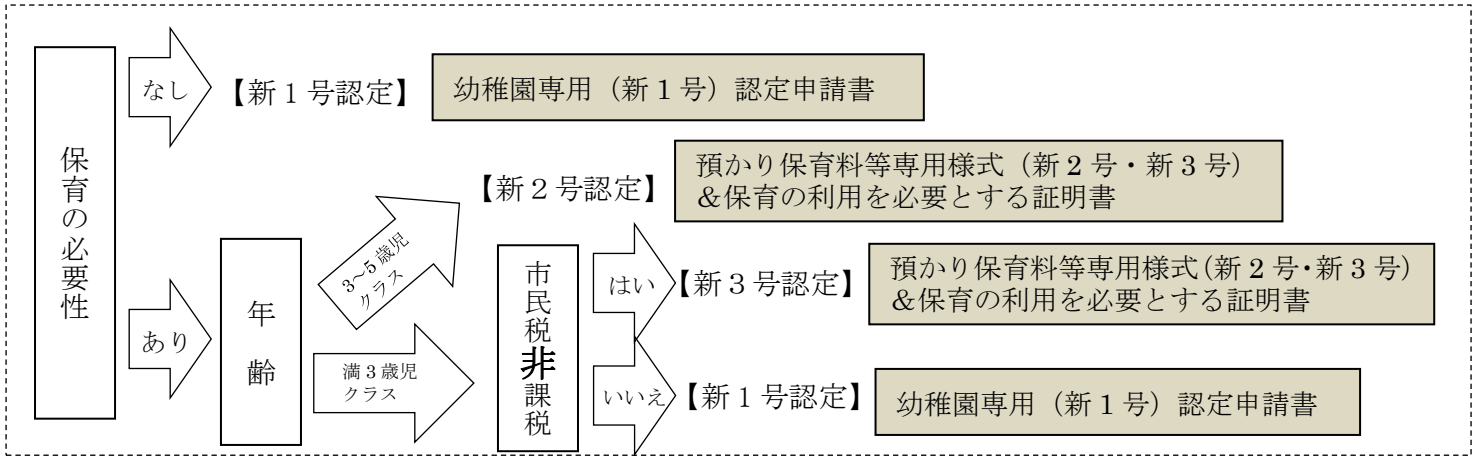 保育の必要性
なし
【新１号認定】
幼稚園専用（新１号）認定申請書
あり
年齢
3～5歳児
クラス
【新２号認定】
預かり保育料等専用様式（新２号・新３号）
＆保育の利用を必要とする証明書
満３歳児
クラス
市民税非課税
はい
【新３号認定】
預かり保育料等専用様式（新２号・新３号）
＆保育の利用を必要とする証明書
いいえ
【新１号認定】
幼稚園専用（新１号）認定申請書